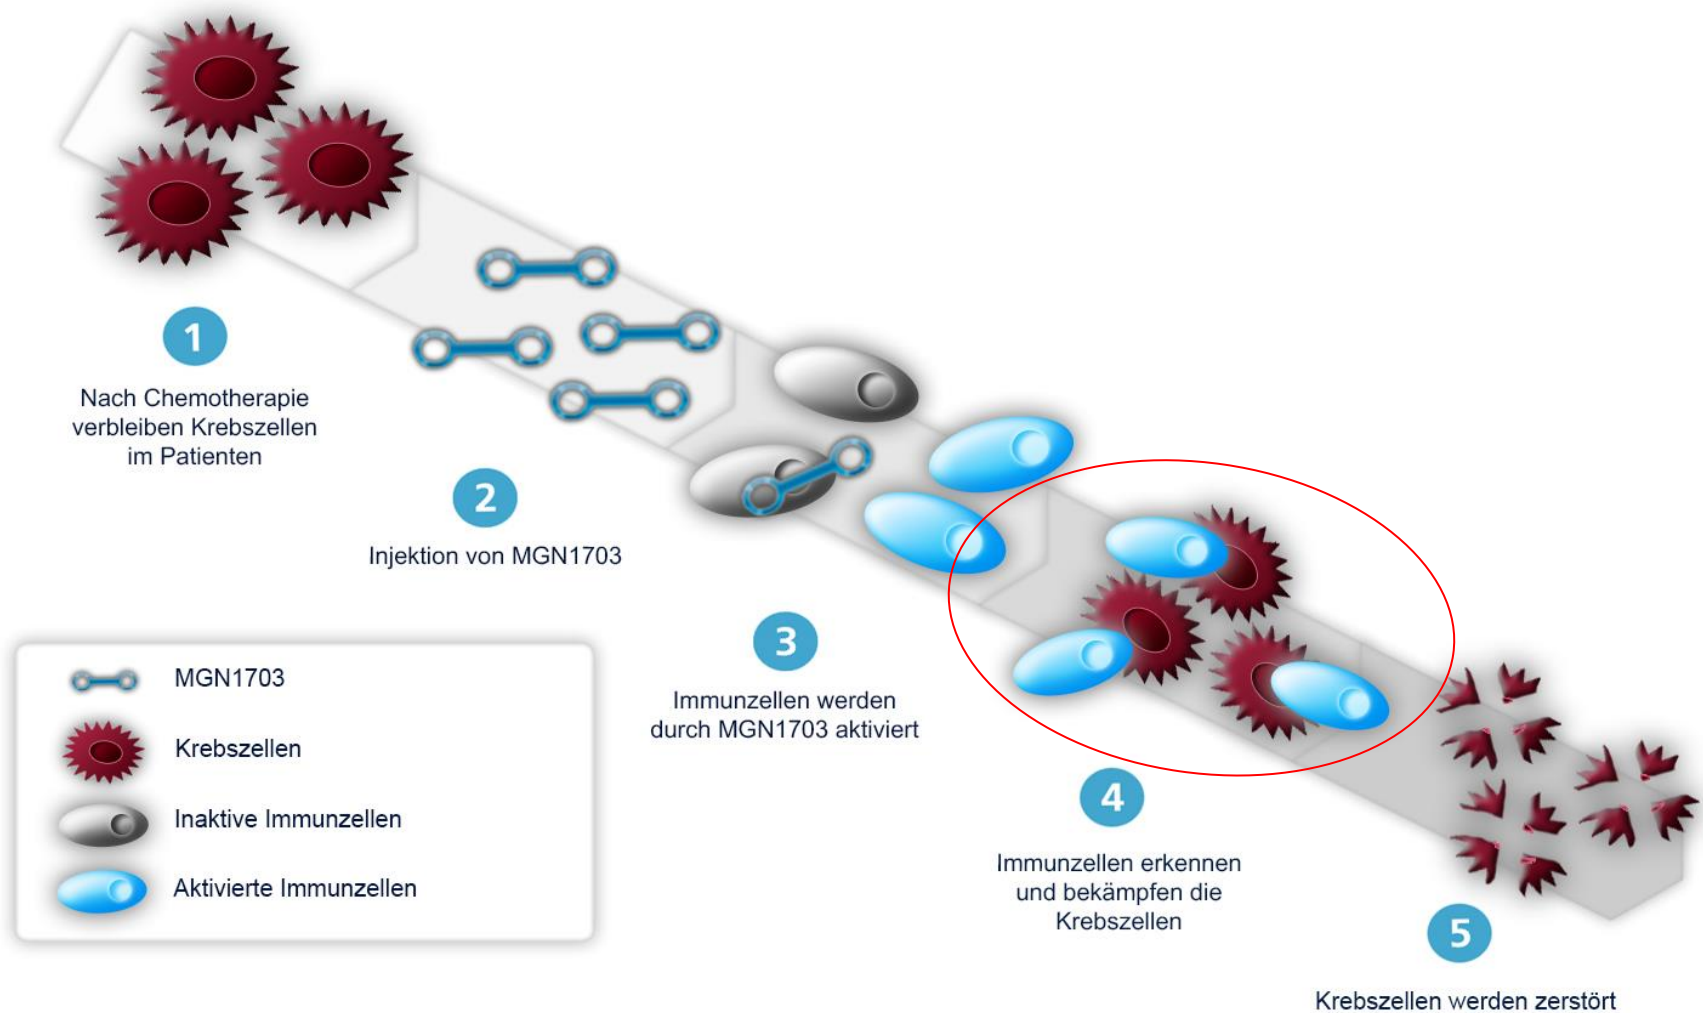 1
Nach Chemotherapie
verbleiben Krebszellen
im Patienten
2
Injektion von MGN1703
3
Immunzellen werden
durch MGN1703 aktiviert
4
Immunzellen erkennen
und bekämpfen die
Krebszellen
5
Krebszellen werden zerstört
MGN1703
Krebszellen
Inaktive Immunzellen
Aktivierte Immunzellen